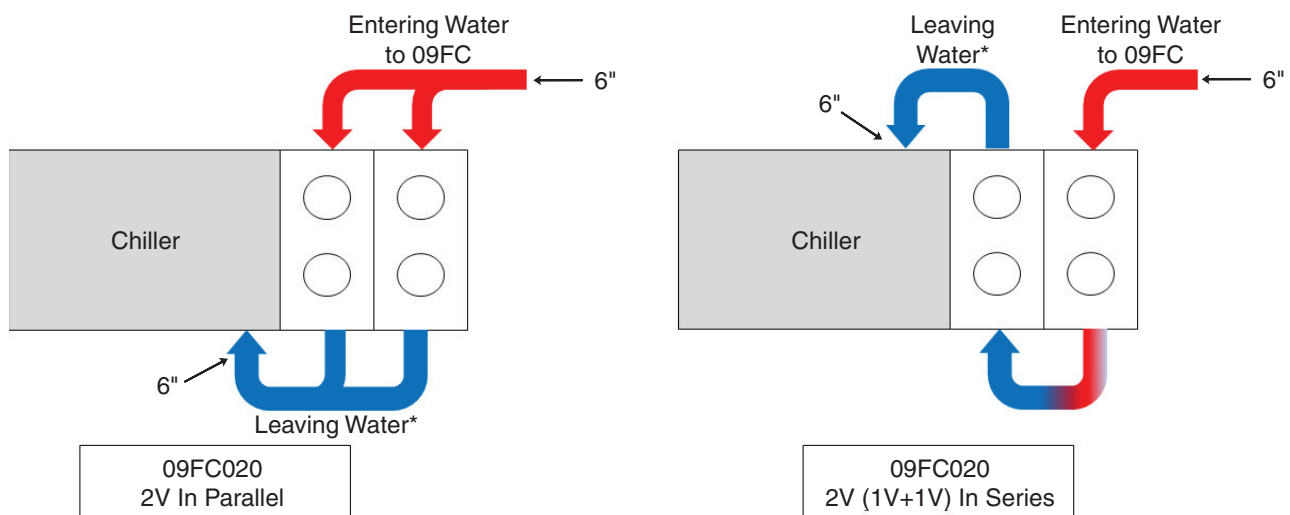 Entering Water
to 09FC
6"
Chiller
6"
Leaving Water*
09FC020
2V In Parallel
Leaving
Water*
Entering Water
to 09FC
6"
6"
Chiller
09FC020
2V (1V+1V) In Series